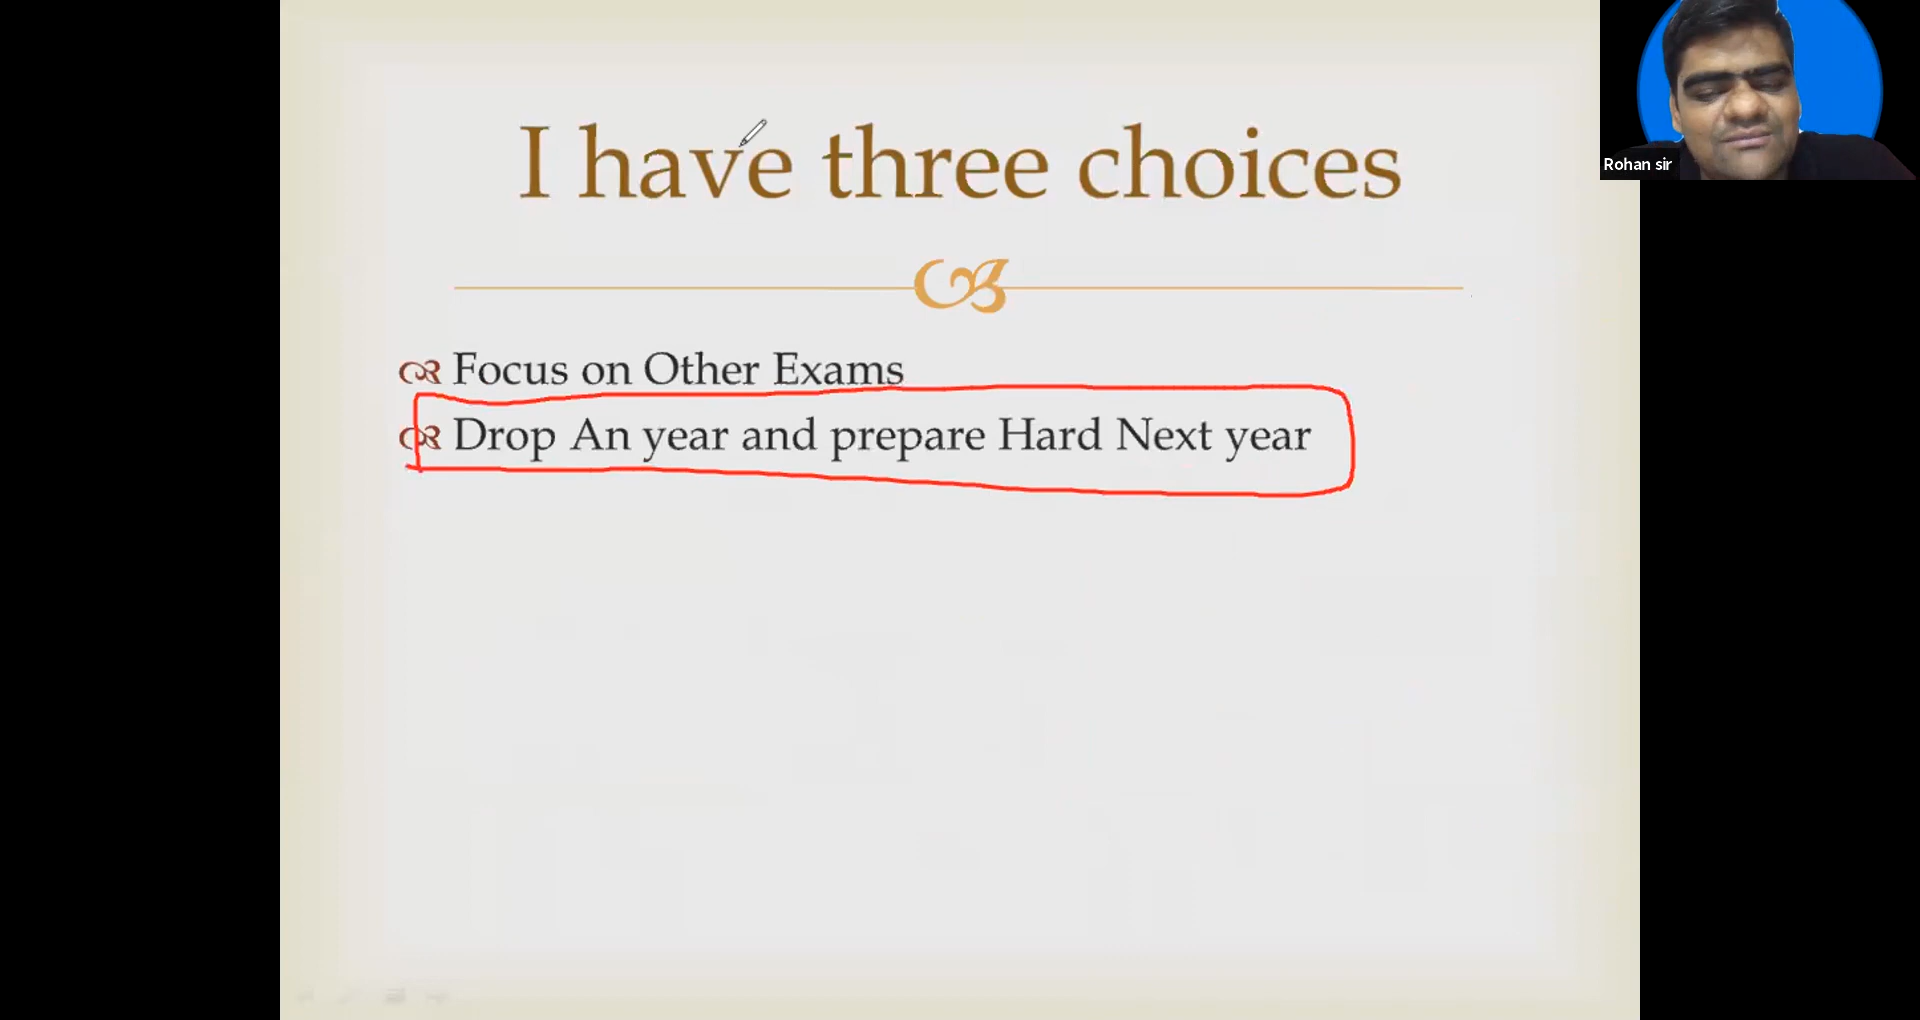 I have three choices
Rohan sir
Focus on Other Exams
Drop An year and prepare Hard Next year